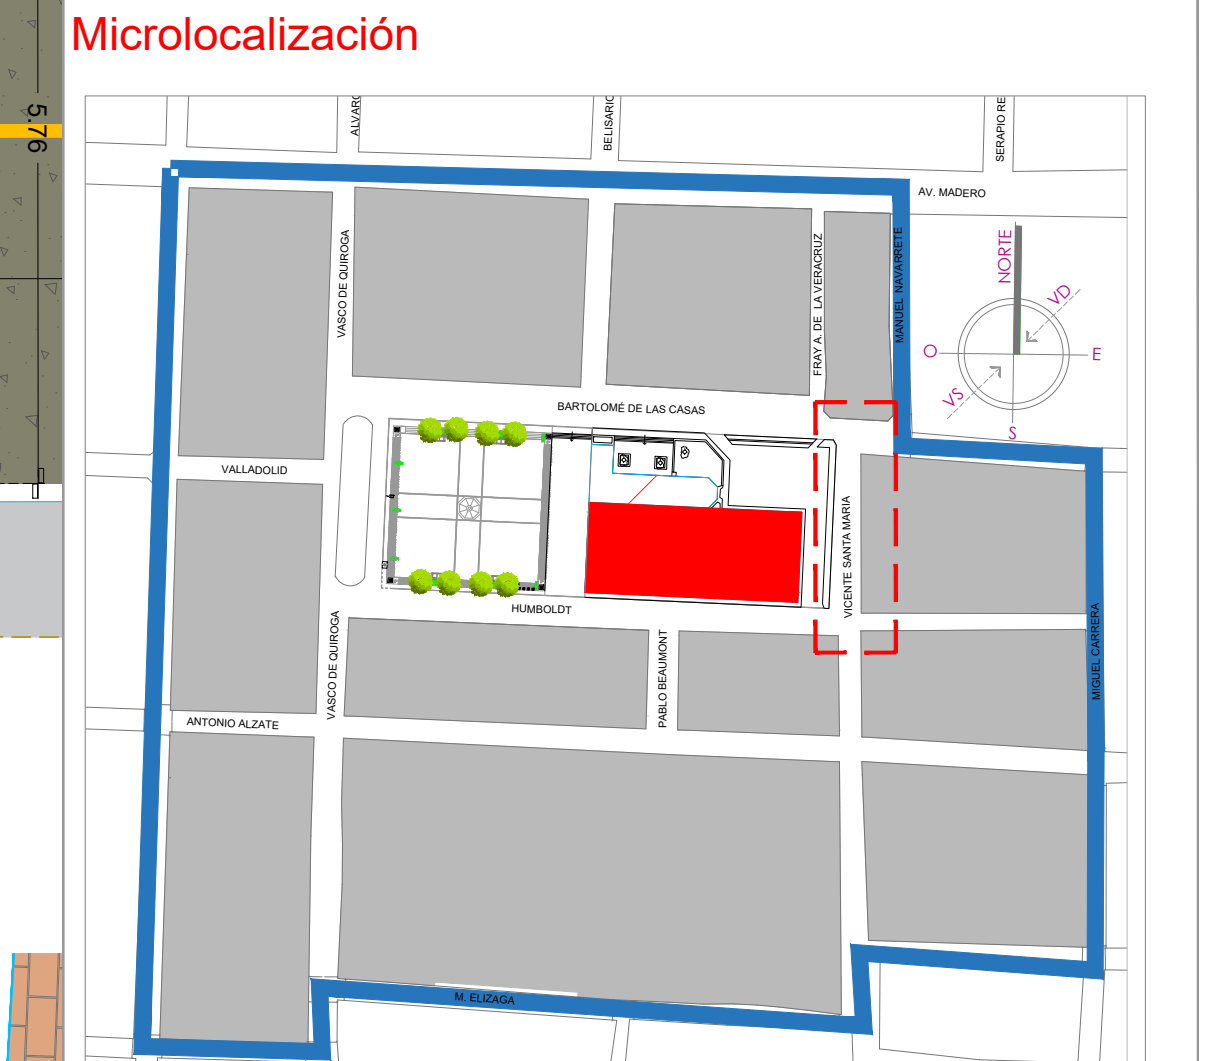 Microlocalización
5.76
ALVARO
BELISARIO
SERAPIO RE
AV. MADERO
VASCO DE QUIROGA
FRAY A. DE LA VERACRUZ
MANUEL NAVARRETE
NORTE
VD
O
E
VS
S
BARTOLOMÉ DE LAS CASAS
VALLADOLID
VICENTE SANTA MARIA
HUMBOLDT
VASCO DE QUIROGA
PABLO BEAUMONT
MIGUEL CARRERA
ANTONIO ALZATE
M. ELIZAGA